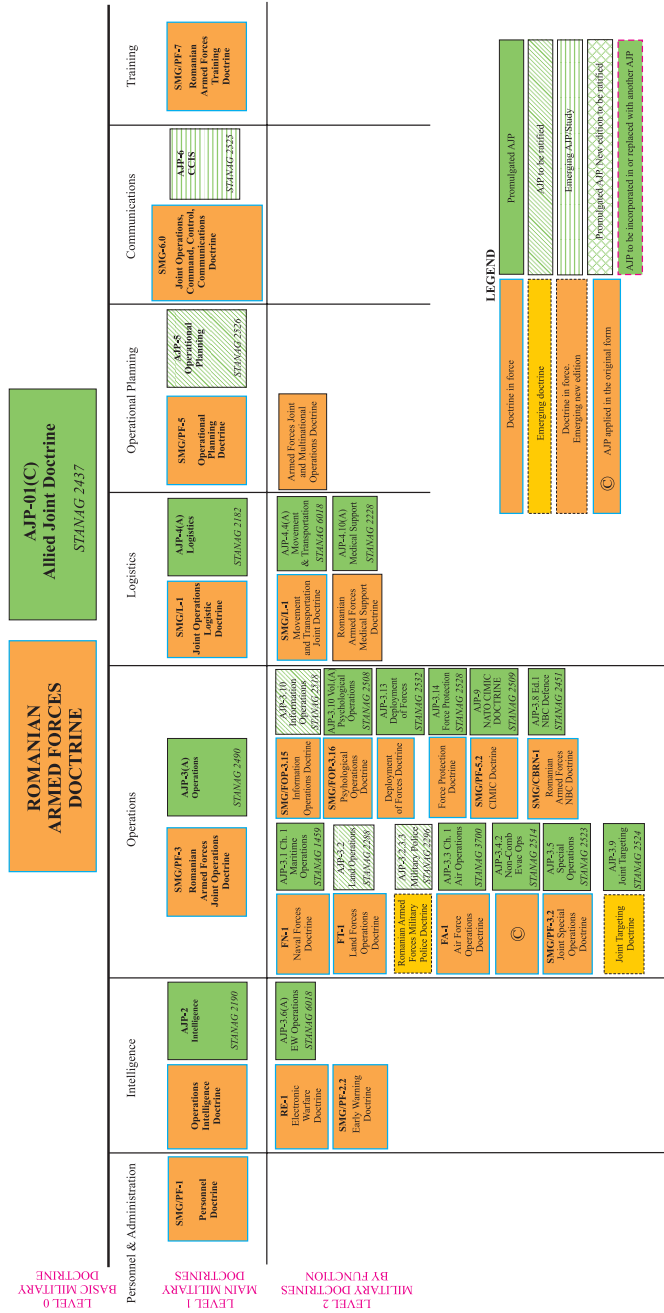 ROMANIAN
ARMED FORCES
DOCTRINE
AJP-01(C)
Allied Joint Doctrine
STANAG 2437
LEVEL 0
BASIC MILITARY
DOCTRINE
Personnel & Administration
Intelligence
Operations
Logistics
Operational Planning
Communications
Training
LEVEL 1
MAIN MILITARY
DOCTRINES
SMG/PF-1
Personnel
Doctrine
Operations
Intelligence
Doctrine
AJP-2
Intelligence
STANAG 2190
SMG/PF-3
Romanian
Armed Forces
Joint Operations
Doctrine
AJP-3(A)
Operations
STANAG 2490
SMG/L-1
Joint Operations
Logistic
Doctrine
AJP-4(A)
Logistics
STANAG 2182
SMG/PF-5
Operational
Planning
Doctrine
AJP-5
Operational
Planning
STANAG 2526
SMG-6.0
Joint Operations,
Command, Control,
Communications
Doctrine
AJP-6
CCIS
STANAG 2525
SMG/PF-7
Romanian
Armed Forces
Training
Doctrine
LEVEL 2
MILITARY DOCTRINES
BY FUNCTION
RE-1
Electronic
Warfare
Doctrine
AJP-3.6(A)
EW Operations
STANAG 6018
SMG/PF-2.2
Early Warning
Doctrine
FN-1
Naval Forces
Doctrine
AJP-3.1 Ch. 1
Maritime
Operations
STANAG 1459
FT-1
Land Forces
Operations
Doctrine
AJP-3.2
Land Operations
STANAG 2288
Romanian Armed
Forces Military
Police Doctrine
AJP-3.2.3.3
Military Police
STANAG 2296
FA-1
Air Force
Operations
Doctrine
AJP-3.3 Ch. 1
Air Operations
STANAG 3700
©
AJP-3.4.2
Non-Comb
Evac Ops
STANAG 2514
SMG/PF-3.2
Joint Special
Operations
Doctrine
AJP-3.5
Special
Operations
STANAG 2523
Joint Targeting
Doctrine
AJP-3.9
Joint Targeting
STANAG 2524
SMG/FOP-3.15
Information
Operations Doctrine
AJP-3.10
Information
Operations
STANAG 2518
SMG/FOP-3.16
Psyhological
Operations
Doctrine
AJP-3.10 Vol.(A)
Psychological
Operations
STANAG 2508
Deployment
of Forces Doctrine
AJP-3.13
Deployment
of Forces
STANAG 2532
Force Protection
Doctrine
AJP-3.14
Force Protection
STANAG 2528
SMG/PF-5.2
CIMIC Doctrine
AJP-9
NATO CIMIC
DOCTRINE
STANAG 2509
SMG/CBRN-1
Romanian
Armed Forces
NBC Doctrine
AJP-3.8 Ed.1
NBC Defence
STANAG 2451
SMG/L-1
Movement
and Transportation
Joint Doctrine
AJP-4.4(A)
Movement
& Transportation
STANAG 6018
Romanian
Armed Forces
Medical Support
Doctrine
AJP-4.10(A)
Medical Support
STANAG 2228
Armed Forces Joint
and Multinational
Operations Doctrine
LEGEND
Doctrine in force
Promulgated AJP
Emerging doctrine
AJP to be ratified
Doctrine in force.
Emerging new edition
Emerging AJP/Study
© AJP applied in the original form
Promulgated AJP. New edition to be ratified
AJP to be incorporated in or replaced with another AJP